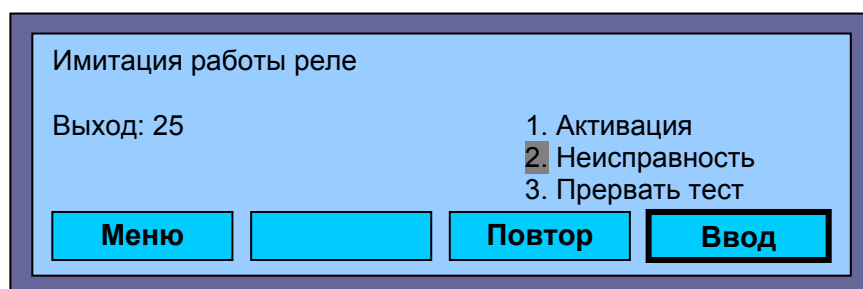 Имитация работы реле
Выход: 25
1. Активация
2. Неисправность
3. Прервать тест
Меню
Повтор
Ввод